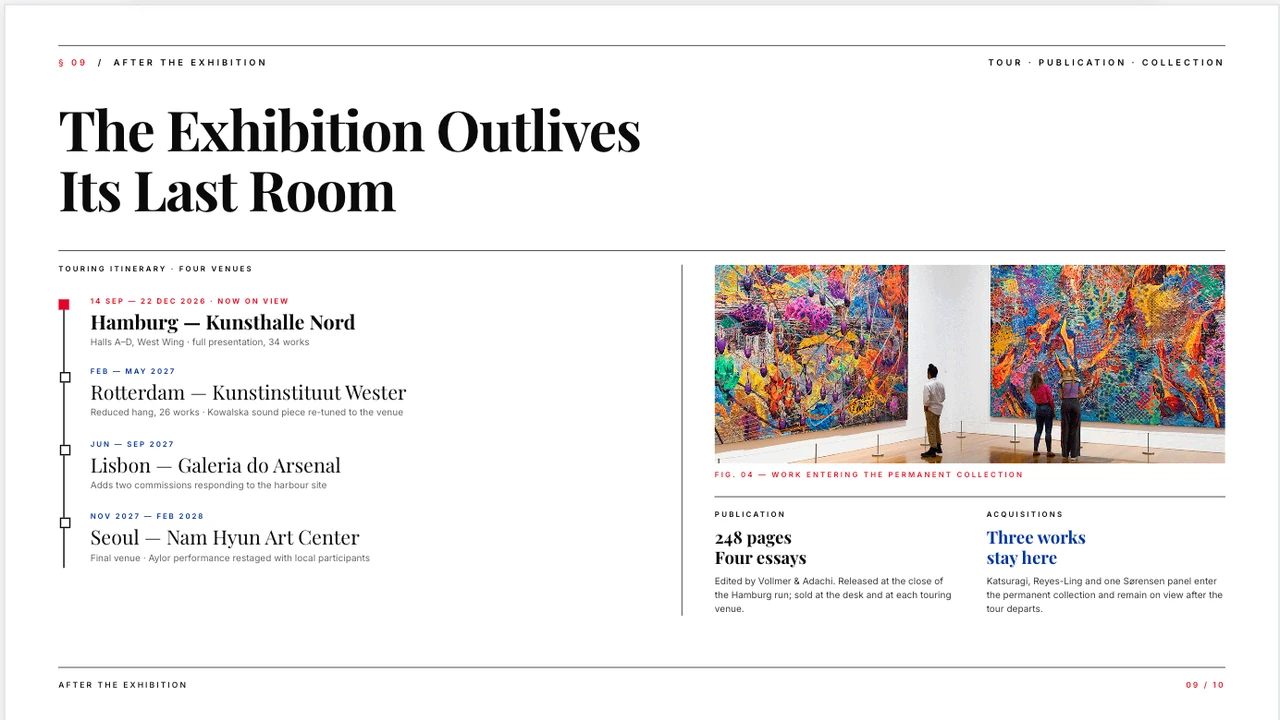 § 09 / AFTER THE EXHIBITION
TOUR · PUBLICATION · COLLECTION
The Exhibition Outlives
Its Last Room
TOURING ITINERARY · FOUR VENUES
14 SEP — 22 DEC 2026 · NOW ON VIEW
Hamburg — Kunsthalle Nord
Halls A–D, West Wing · full presentation, 34 works
FEB — MAY 2027
Rotterdam — Kunstinstituut Wester
Reduced hang, 26 works · Kowalska sound piece re-tuned to the venue
JUN — SEP 2027
Lisbon — Galeria do Arsenal
Adds two commissions responding to the harbour site
NOV 2027 — FEB 2028
Seoul — Nam Hyun Art Center
Final venue · Aylor performance restaged with local participants
FIG. 04 — WORK ENTERING THE PERMANENT COLLECTION
PUBLICATION
248 pages
Four essays
Edited by Vollmer & Adachi. Released at the close of
the Hamburg run; sold at the desk and at each touring
venue.
ACQUISITIONS
Three works
stay here
Katsuragi, Reyes-Ling and one Sørensen panel enter
the permanent collection and remain on view after the
tour departs.
AFTER THE EXHIBITION
09 / 10